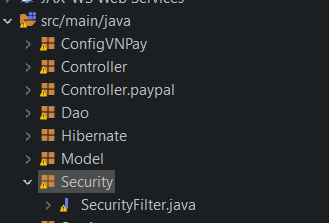 src/main/java
ConfigVNPay
Controller
Controller.paypal
Dao
Hibernate
Model
Security
SecurityFilter.java